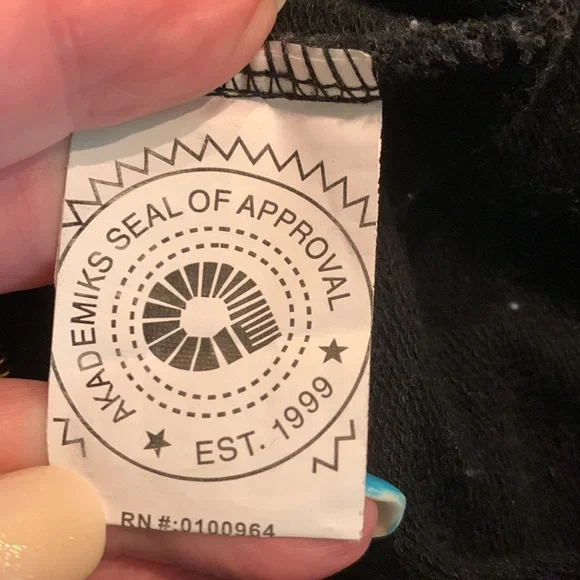 AKADEMIKS SEAL OF APPROVAL
EST. 1999
RN #:0100964